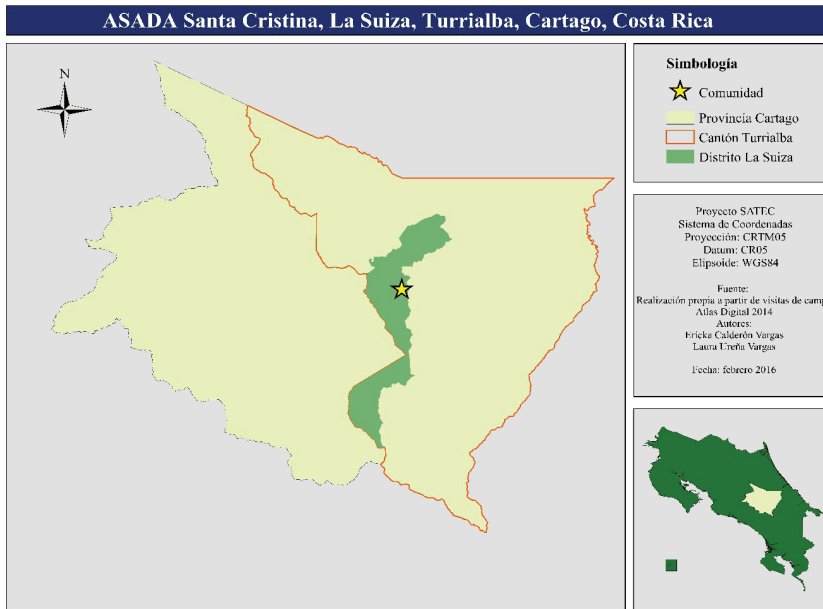 ASADA Santa Cristina, La Suiza, Turrialba, Cartago, Costa Rica
N
Simbología
Comunidad
Provincia Cartago
Cantón Turrialba
Distrito La Suiza
Proyecto SATEC
Sistema de Coordenadas
Proyección: CRTM05
Datum: CR05
Elipsoide: WGS84
Fuente:
Realización propia a partir de visitas de camp
Atlas Digital 2014
Autores:
Ericka Calderón Vargas
Laura Ureña Vargas
Fecha: febrero 2016